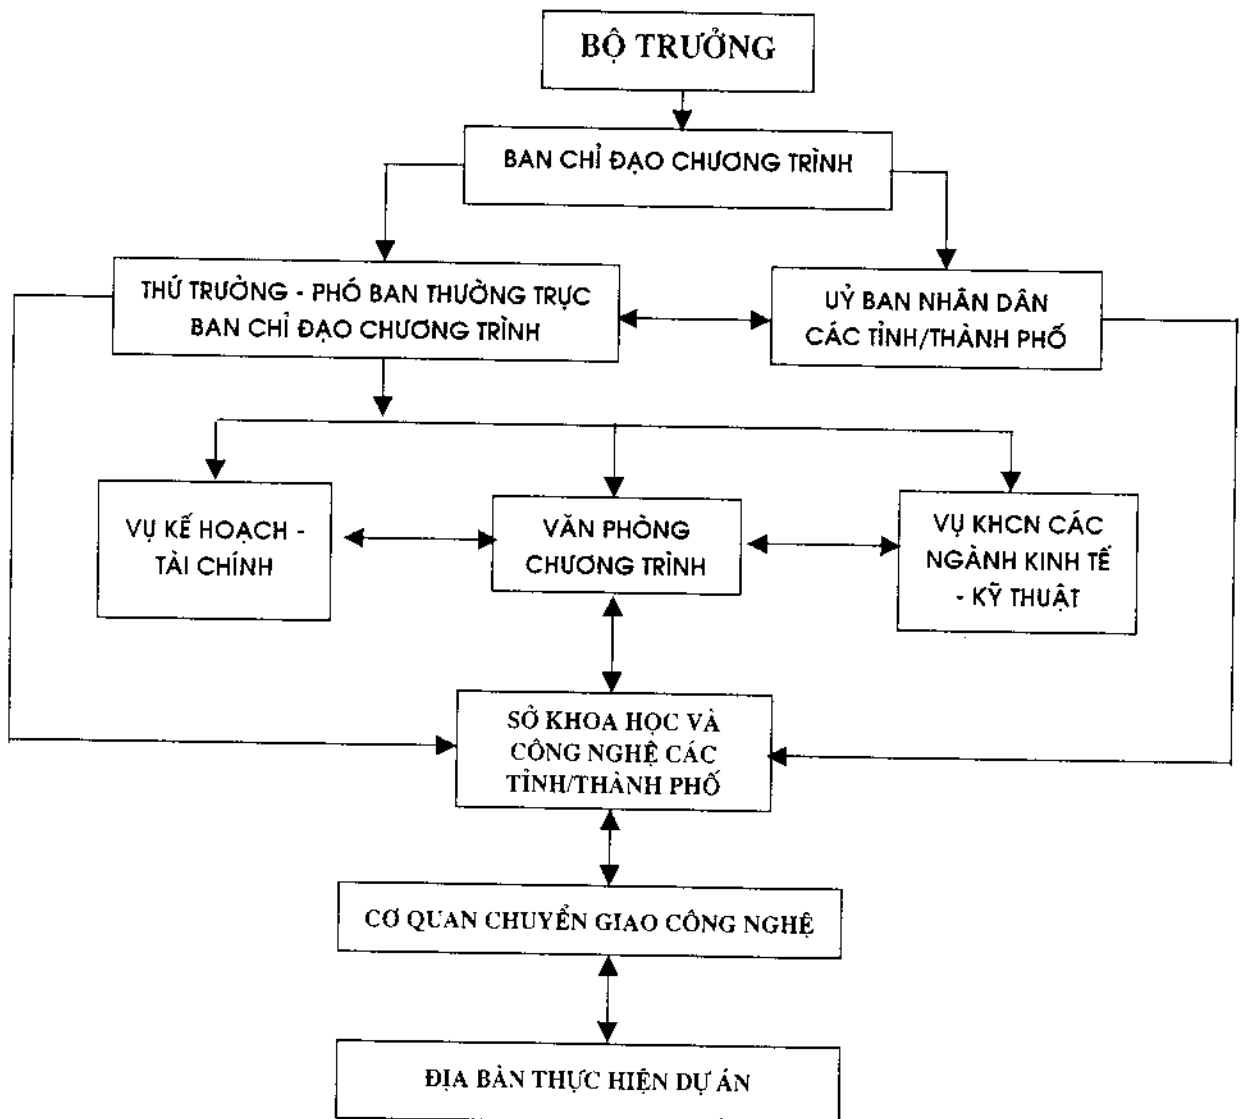 BỘ TRƯỞNG
BAN CHỈ ĐẠO CHƯƠNG TRÌNH
THỨ TRƯỞNG - PHÓ BAN THƯỜNG TRỰC
BAN CHỈ ĐẠO CHƯƠNG TRÌNH
UỶ BAN NHÂN DÂN
CÁC TỈNH/THÀNH PHỐ
VỤ KẾ HOẠCH -
TÀI CHÍNH
VĂN PHÒNG
CHƯƠNG TRÌNH
VỤ KHCN CÁC
NGÀNH KINH TẾ
- KỸ THUẬT
SỞ KHOA HỌC VÀ
CÔNG NGHỆ CÁC
TỈNH/THÀNH PHỐ
CƠ QUAN CHUYỂN GIAO CÔNG NGHỆ
ĐỊA BÀN THỰC HIỆN DỰ ÁN